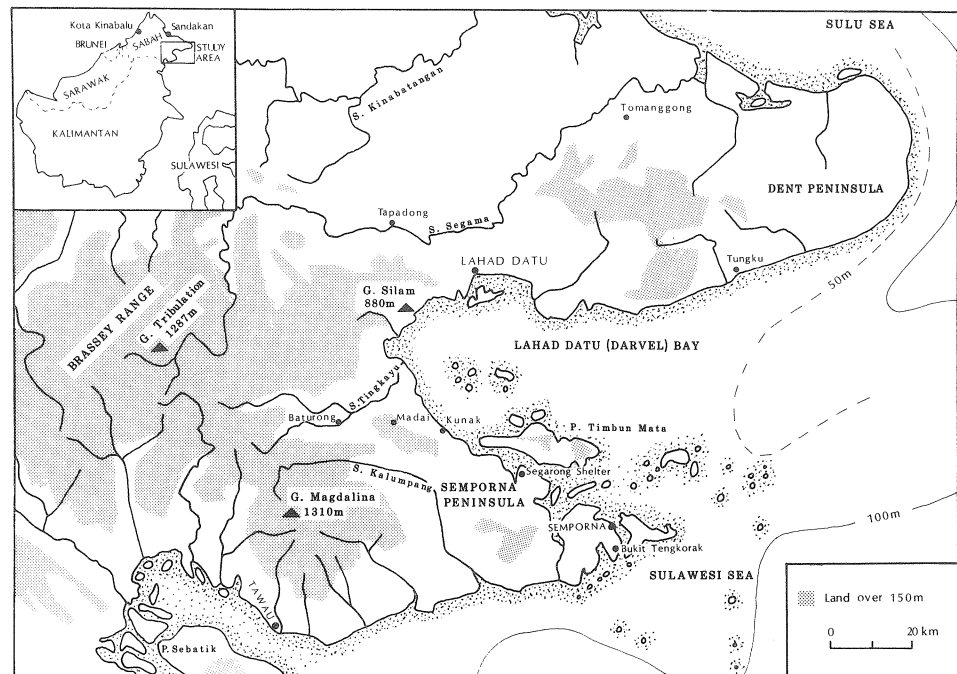 Kota Kinabalu
Sandakan
BRUNEI
SABAH
STUDY
AREA
SARAWAK
KALIMANTAN
SULAWESI
SULU SEA
S. Kinabatangan
Tomanggong
DENT PENINSULA
Tapadong
S. Segama
LAHAD DATU
Tungku
50m
G. Silam
880m
BRASSEY RANGE
G. Tribulation
1287m
LAHAD DATU (DARVEL) BAY
S. Tingkayu
Baturong
Madai
Kunak
P. Timbun Mata
S. Kalumpang
Segarong Shelter
SEMPORNA
PENINSULA
G. Magdalina
1310m
100m
SEMPORNA
Bukit Tengkorak
SULAWESI SEA
TAWAU
P. Sebatik
Land over 150m
0 20 km